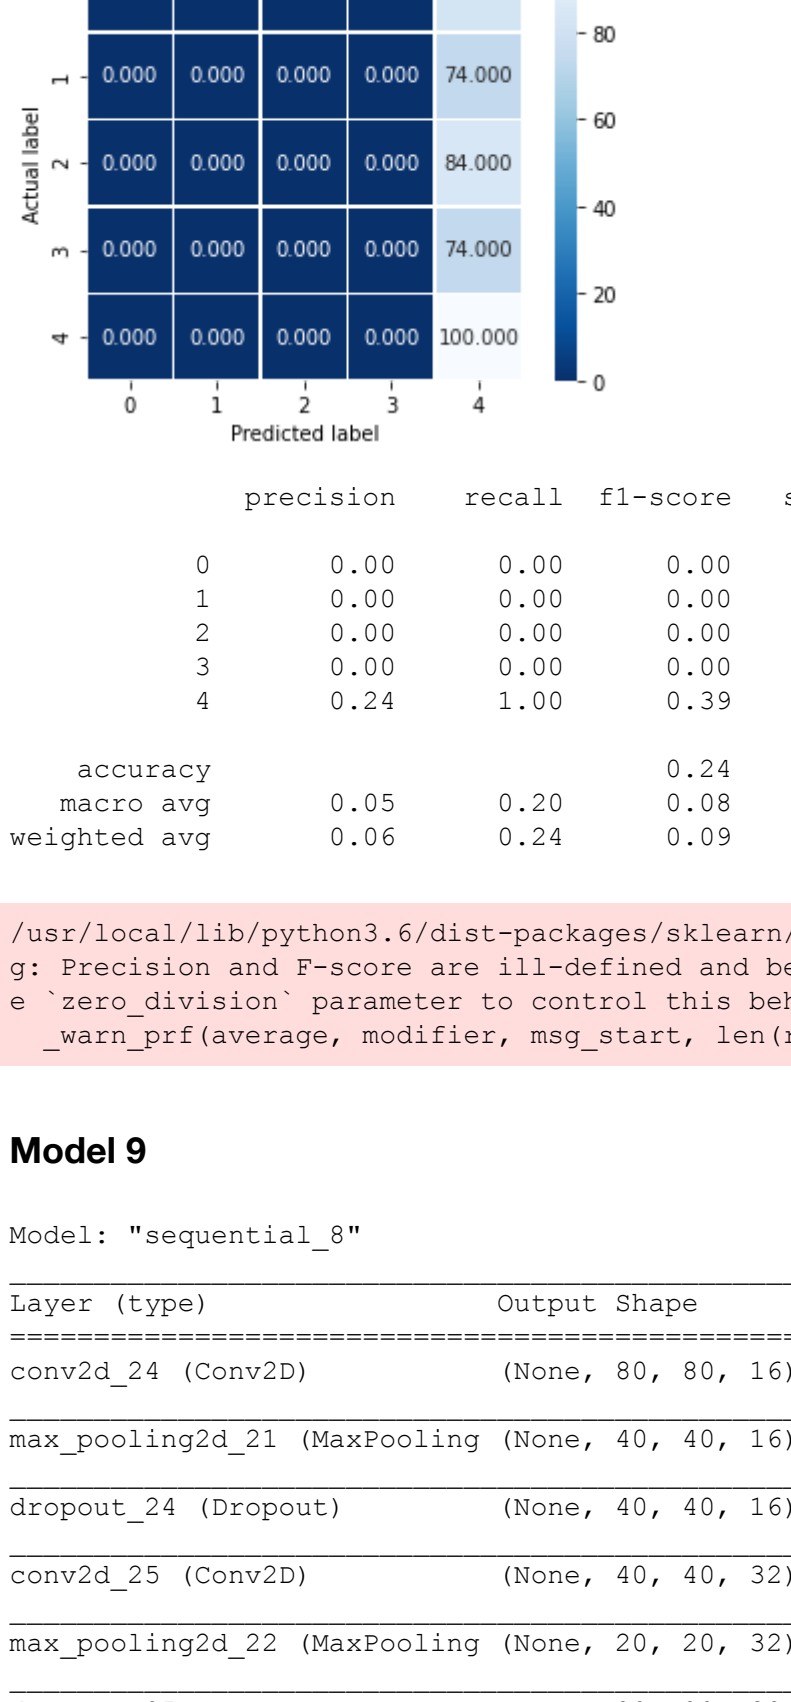 80
1 0.000 0.000 0.000 0.000 74.000
60
Actual label
2 0.000 0.000 0.000 0.000 84.000
40
3 0.000 0.000 0.000 0.000 74.000
20
4 0.000 0.000 0.000 0.000 100.000
0
0 1 2 3 4
Predicted label
precision recall f1-score s
0 0.00 0.00 0.00
1 0.00 0.00 0.00
2 0.00 0.00 0.00
3 0.00 0.00 0.00
4 0.24 1.00 0.39
accuracy 0.24
macro avg 0.05 0.20 0.08
weighted avg 0.06 0.24 0.09
/usr/local/lib/python3.6/dist-packages/sklearn/
g: Precision and F-score are ill-defined and be
e `zero_division` parameter to control this beh
_warn_prf(average, modifier, msg_start, len(r
Model 9
Model: "sequential_8"
Layer (type) Output Shape
conv2d_24 (Conv2D) (None, 80, 80, 16)
max_pooling2d_21 (MaxPooling (None, 40, 40, 16)
dropout_24 (Dropout) (None, 40, 40, 16)
conv2d_25 (Conv2D) (None, 40, 40, 32)
max_pooling2d_22 (MaxPooling (None, 20, 20, 32)